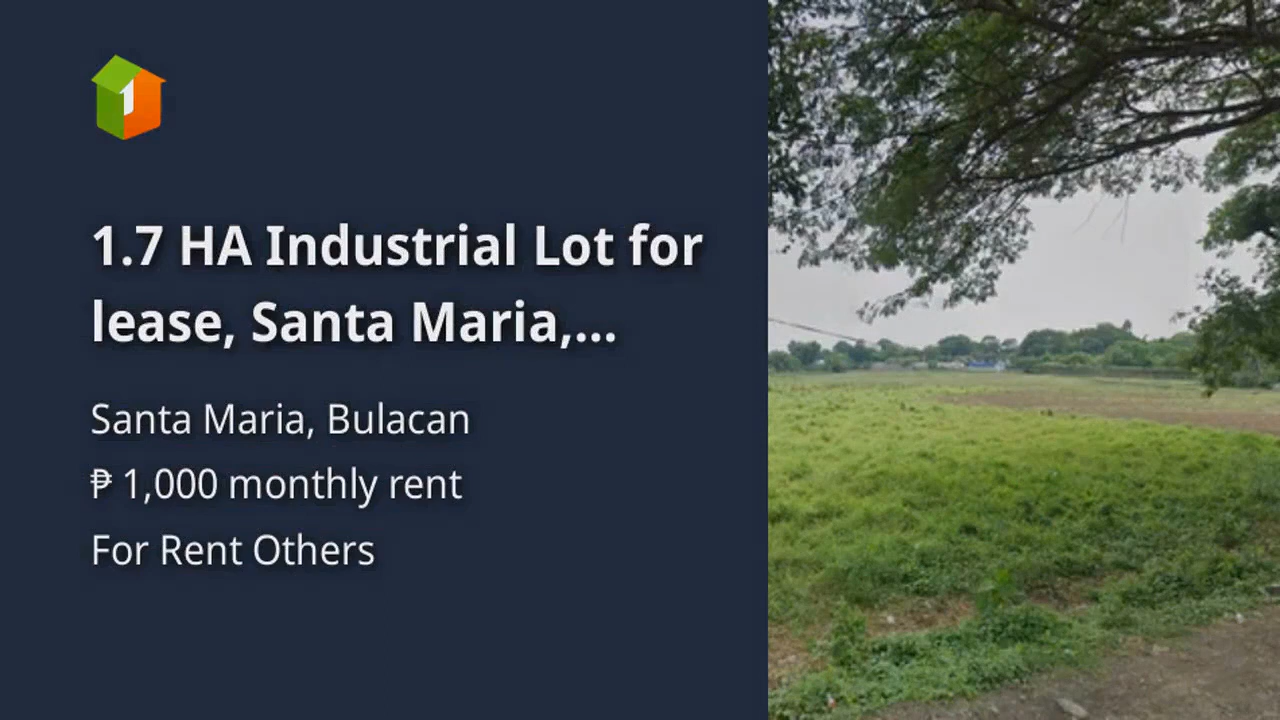 1.7 HA Industrial Lot for
lease, Santa Maria,...
Santa Maria, Bulacan
₱ 1,000 monthly rent
For Rent Others